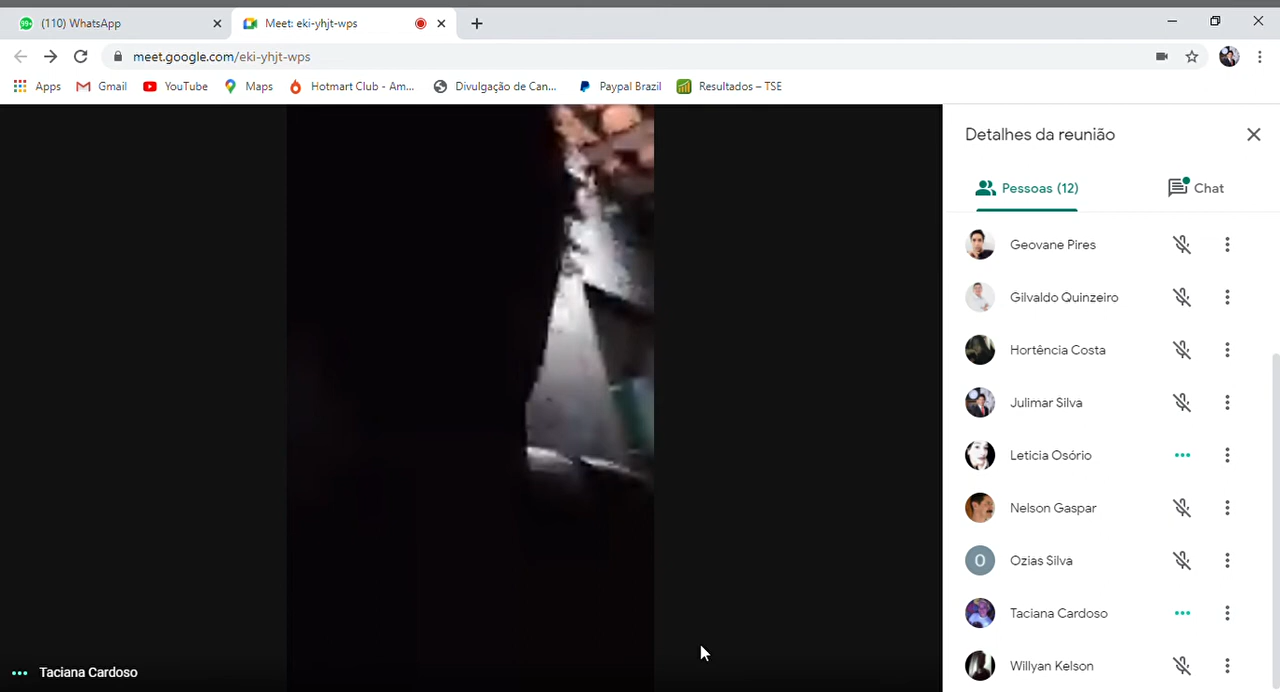 99+ (110) WhatsApp
Meet: eki-yhjt-wps
meet.google.com/eki-yhjt-wps
Apps Gmail YouTube Maps Hotmart Club - Am... Divulgação de Can... Paypal Brazil Resultados – TSE
Detalhes da reunião
Pessoas (12) Chat
Geovane Pires
Gilvaldo Quinzeiro
Hortência Costa
Julimar Silva
Leticia Osório
Nelson Gaspar
O Ozias Silva
Taciana Cardoso
Willyan Kelson
Taciana Cardoso